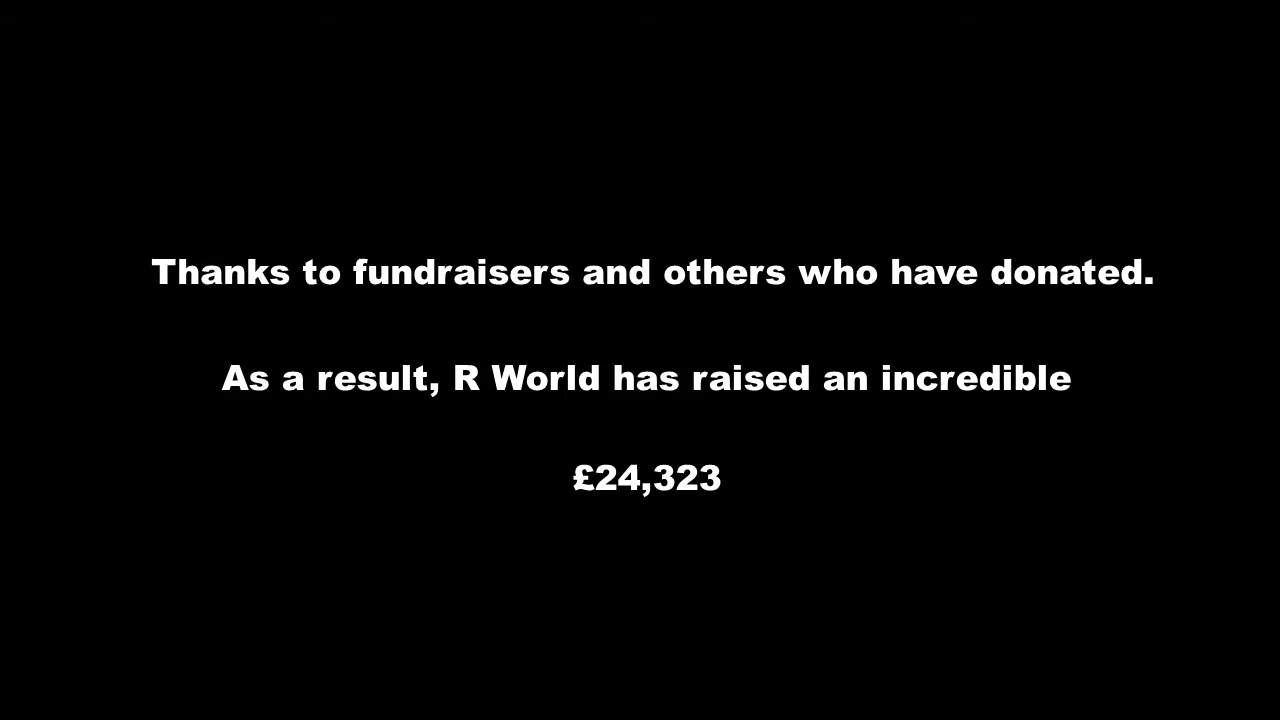 Thanks to fundraisers and others who have donated.
As a result, R World has raised an incredible
£24,323